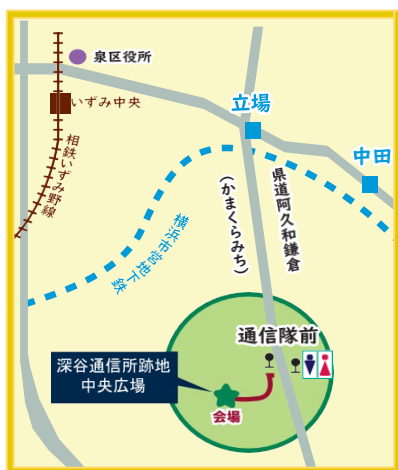 泉区役所
いずみ中央
相鉄いずみ野線
立場
中田
横浜市営地下鉄
県道阿久和鎌倉
(かまくらみち)
通信隊前
深谷通信所跡地
中央広場
会場